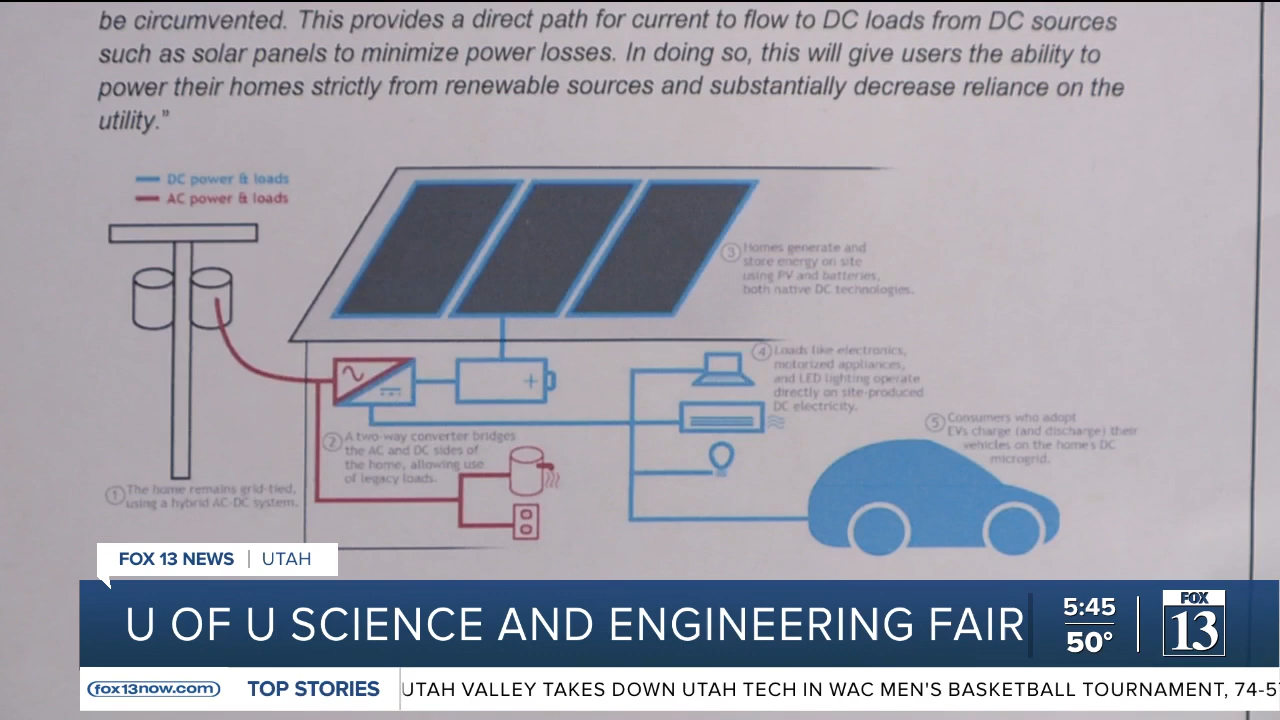 be circumvented. This provides a direct path for current to flow to DC loads from DC sources
such as solar panels to minimize power losses. In doing so, this will give users the ability to
power their homes strictly from renewable sources and substantially decrease reliance on the
utility."
DC power & loads
AC power & loads
3 Homes generate and
store energy on site
using PV and batteries,
both native DC technologies.
4 Loads like electronics,
motorized appliances,
and LED lighting operate
directly on site-produced
DC electricity.
5 Consumers who adopt
EVs charge (and discharge) their
vehicles on the home's DC
microgrid.
2 A two-way converter bridges
the AC and DC sides of
the home, allowing use
of legacy loads.
1 The home remains grid-tied,
using a hybrid AC-DC system.
FOX 13 NEWS | UTAH
U OF U SCIENCE AND ENGINEERING FAIR
5:45
50°
FOX
13
fox13now.com
TOP STORIES
UTAH VALLEY TAKES DOWN UTAH TECH IN WAC MEN'S BASKETBALL TOURNAMENT, 74-5